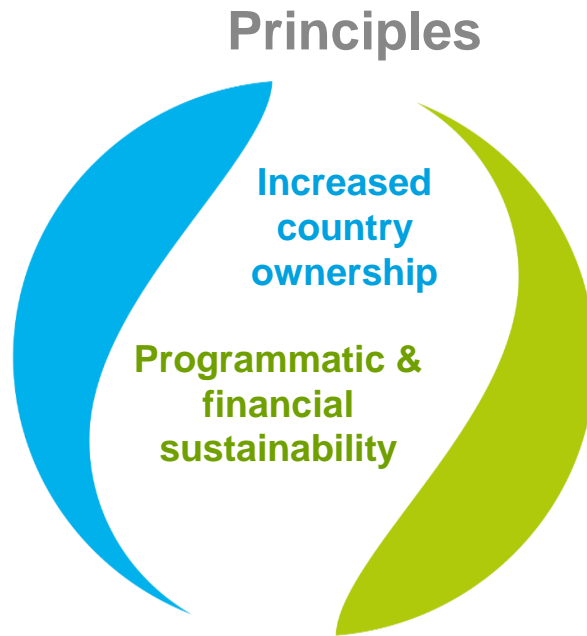 Principles
Increased
country
ownership
Programmatic &
financial
sustainability